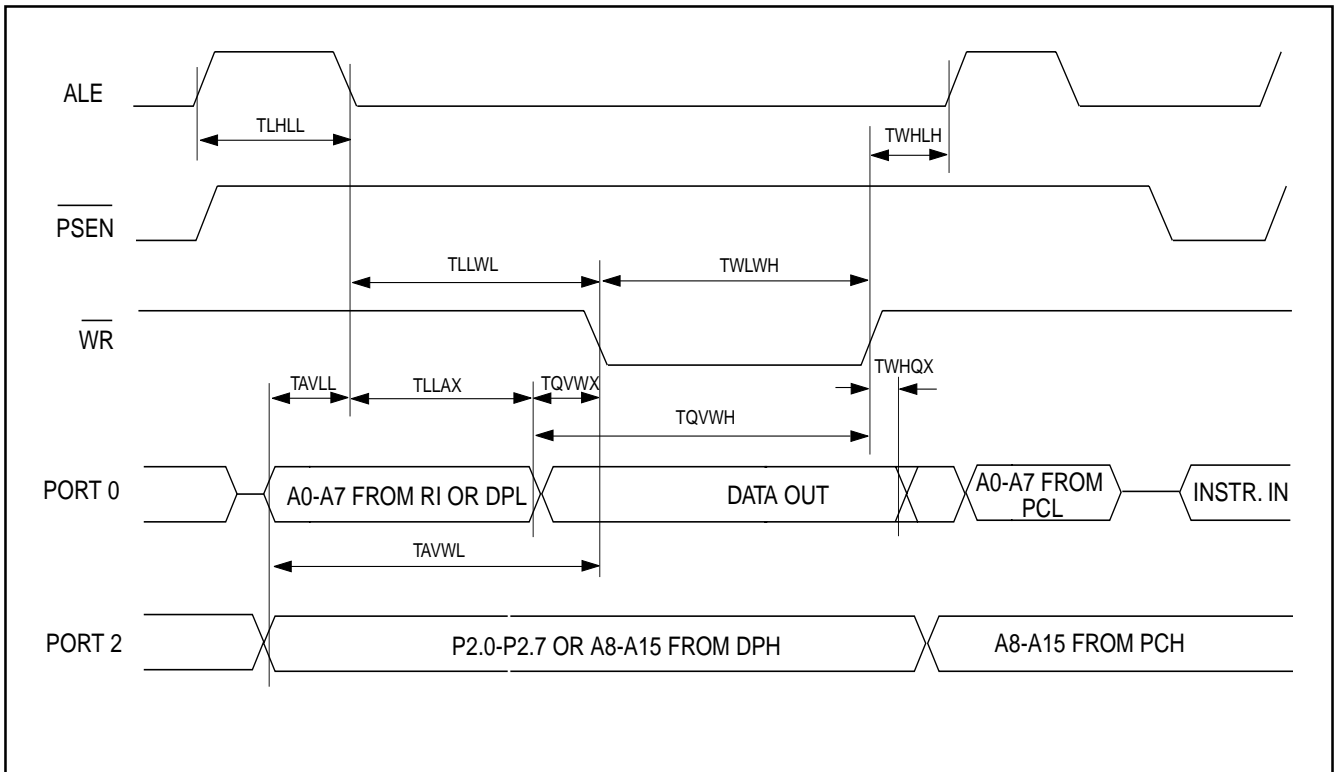 ALE
TLHLL
TWHLH
PSEN
TLLWL
TWLWH
WR
TAVLL
TLLAX
TQVWX
TWHQX
TQVWH
PORT 0
A0-A7 FROM RI OR DPL
DATA OUT
A0-A7 FROM
PCL
INSTR. IN
TAVWL
PORT 2
P2.0-P2.7 OR A8-A15 FROM DPH
A8-A15 FROM PCH